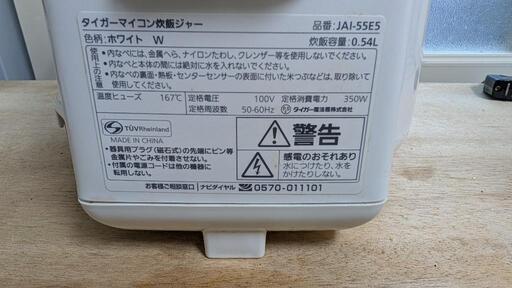 タイガーマイコン炊飯ジャー 品番：JAI-55E5
色柄：ホワイト W 炊飯容量：0.54L
使用上の注意
・内なべには、金属へら、ナイロンたわし、クレンザー等を使用しないでください。
・内なべと本体の間には絶対に水を入れないでください。
・内なべの裏面・熱板・センターセンサーの表面に付いた米つぶなどは、取り除いて
使用してください。
温度ヒューズ 167℃ 定格電圧 100V 定格消費電力 350W
定格周波数 50-60Hz タイガー魔法瓶株式会社
TÜVRheinland
MADE IN CHINA
・器具用プラグ（磁石式）の先端にピン等
金属片やごみを付着させない。
・付属の電源コードは他の機器に
転用しない。
警告
感電のおそれあり
水につけたり、水を
かけたりしない。
お客様ご相談窓口 ナビダイヤル 0570-011101